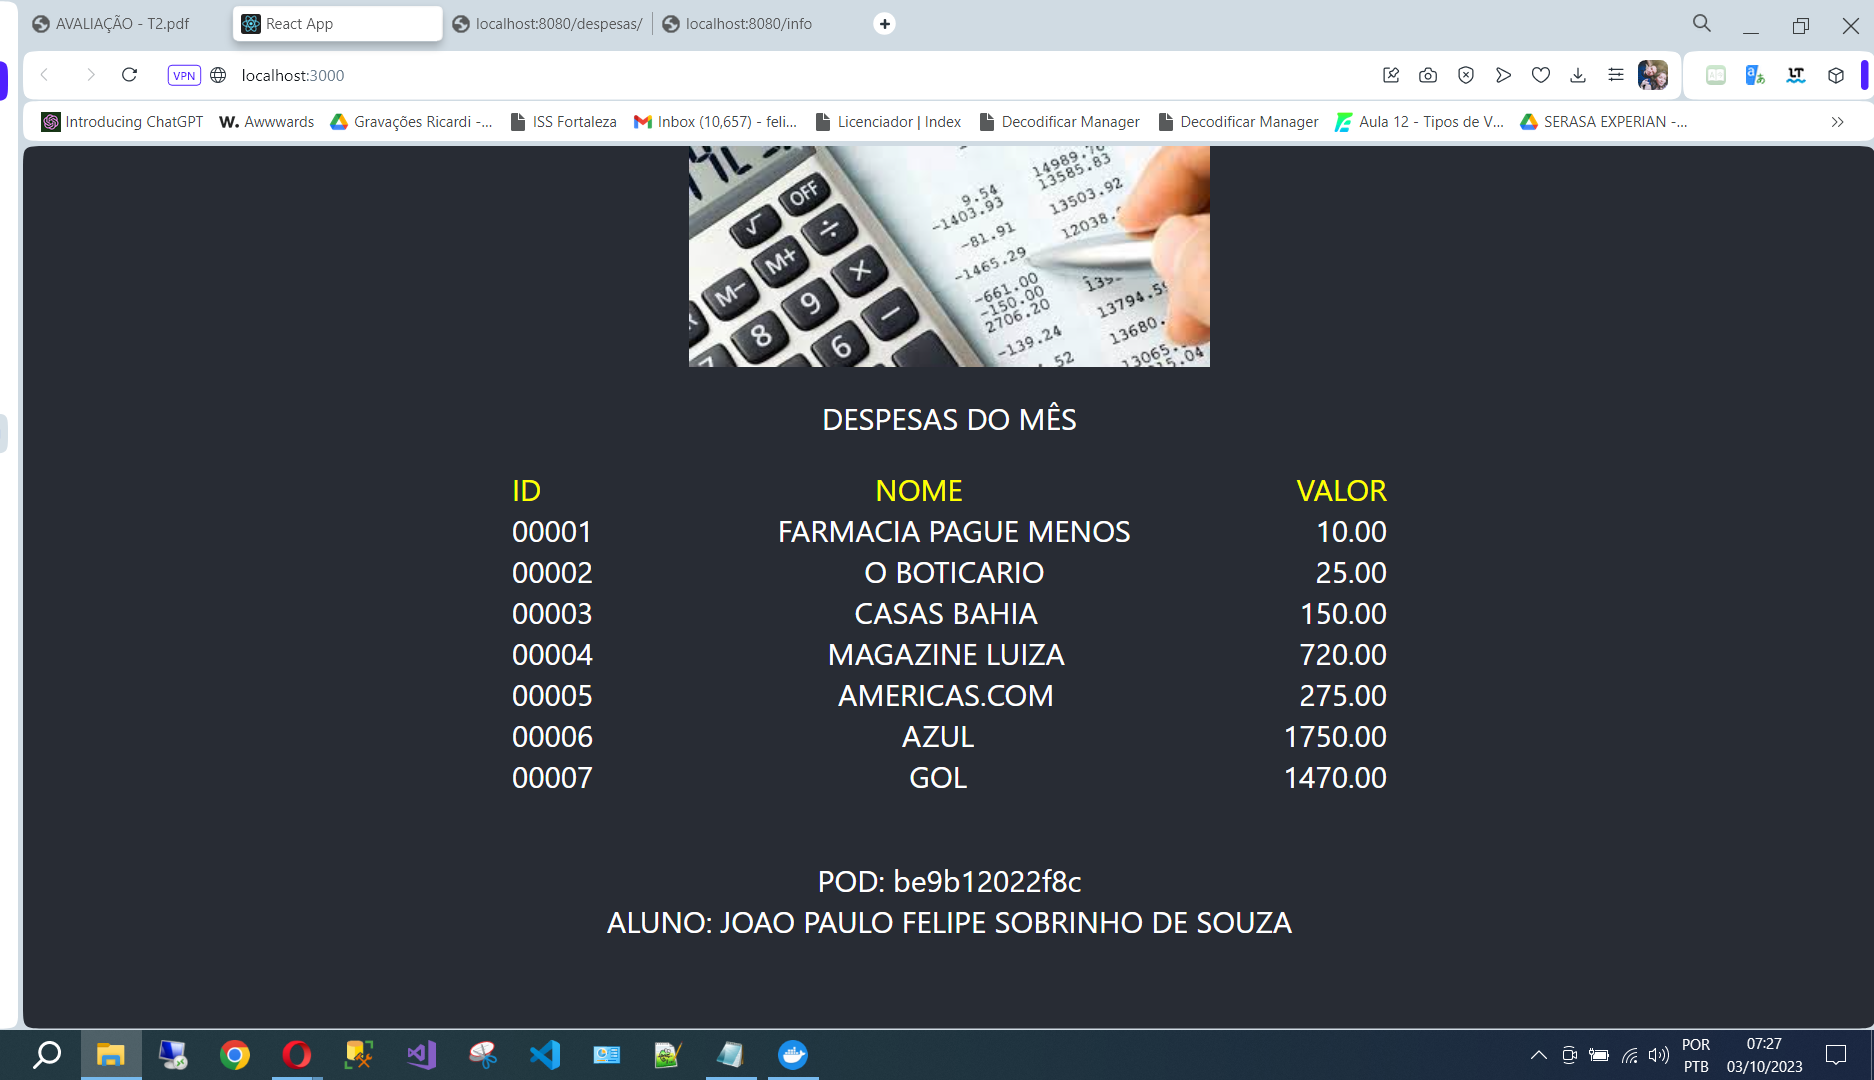 AVALIAÇÃO - T2.pdf
React App
localhost:8080/despesas/
localhost:8080/info
VPN
localhost:3000
Introducing ChatGPT
W. Awwwards
Gravações Ricardi -...
ISS Fortaleza
Inbox (10,657) - feli...
Licenciador | Index
Decodificar Manager
Decodificar Manager
Aula 12 - Tipos de V...
SERASA EXPERIAN -...
OFF
√
÷
M+
×
M−
9
−
8
6
7
9.54
-1403.93
-81.91
-1465.29
-661.00
-150.00
2706.20
-139.24
13585.83
13503.92
12038.
13794.5
13680.
13065.
DESPESAS DO MÊS
ID NOME VALOR
00001 FARMACIA PAGUE MENOS 10.00
00002 O BOTICARIO 25.00
00003 CASAS BAHIA 150.00
00004 MAGAZINE LUIZA 720.00
00005 AMERICAS.COM 275.00
00006 AZUL 1750.00
00007 GOL 1470.00
POD: be9b12022f8c
ALUNO: JOAO PAULO FELIPE SOBRINHO DE SOUZA
POR
PTB
07:27
03/10/2023